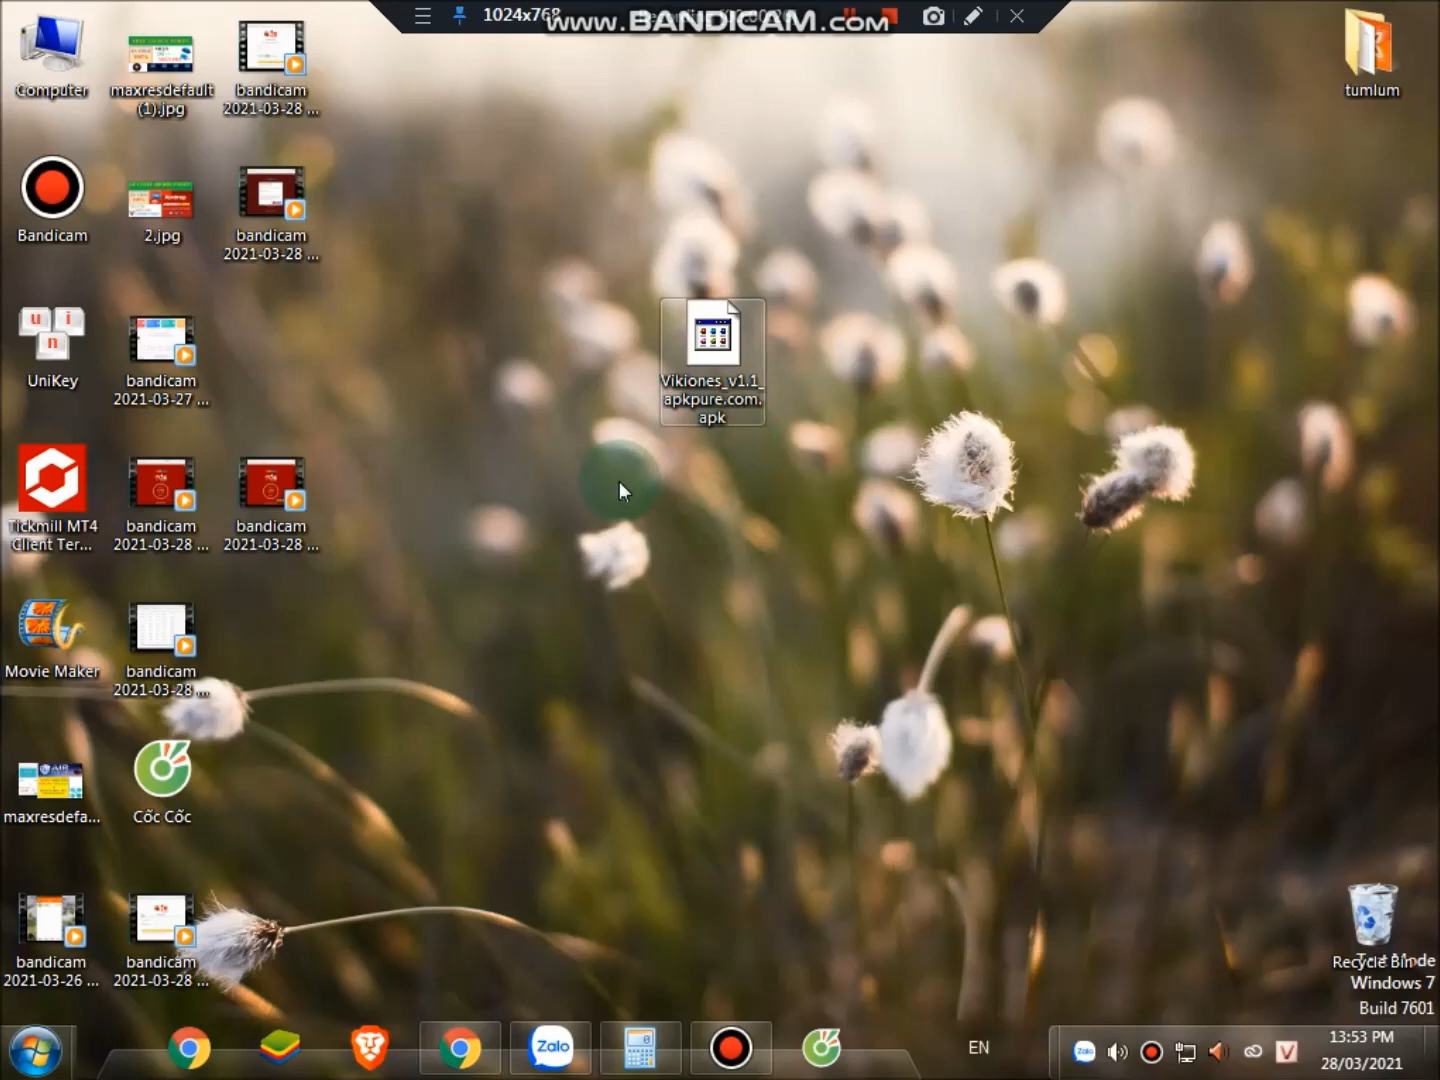 1024x768
www.BANDICAM.com
Computer
maxresdefault
(1).jpg
bandicam
2021-03-28 ...
tumlum
Bandicam
2.jpg
bandicam
2021-03-28 ...
u i
n
UniKey
bandicam
2021-03-27 ...
Vikiones_v1.1_
apkpure.com.
apk
Tickmill MT4
Client Ter...
bandicam
2021-03-28 ...
bandicam
2021-03-28 ...
Movie Maker
bandicam
2021-03-28 ...
maxresdefa...
Cốc Cốc
bandicam
2021-03-26 ...
bandicam
2021-03-28 ...
Recycle Bin
Windows 7
Build 7601
Zalo
EN
Zalo
V
13:53 PM
28/03/2021